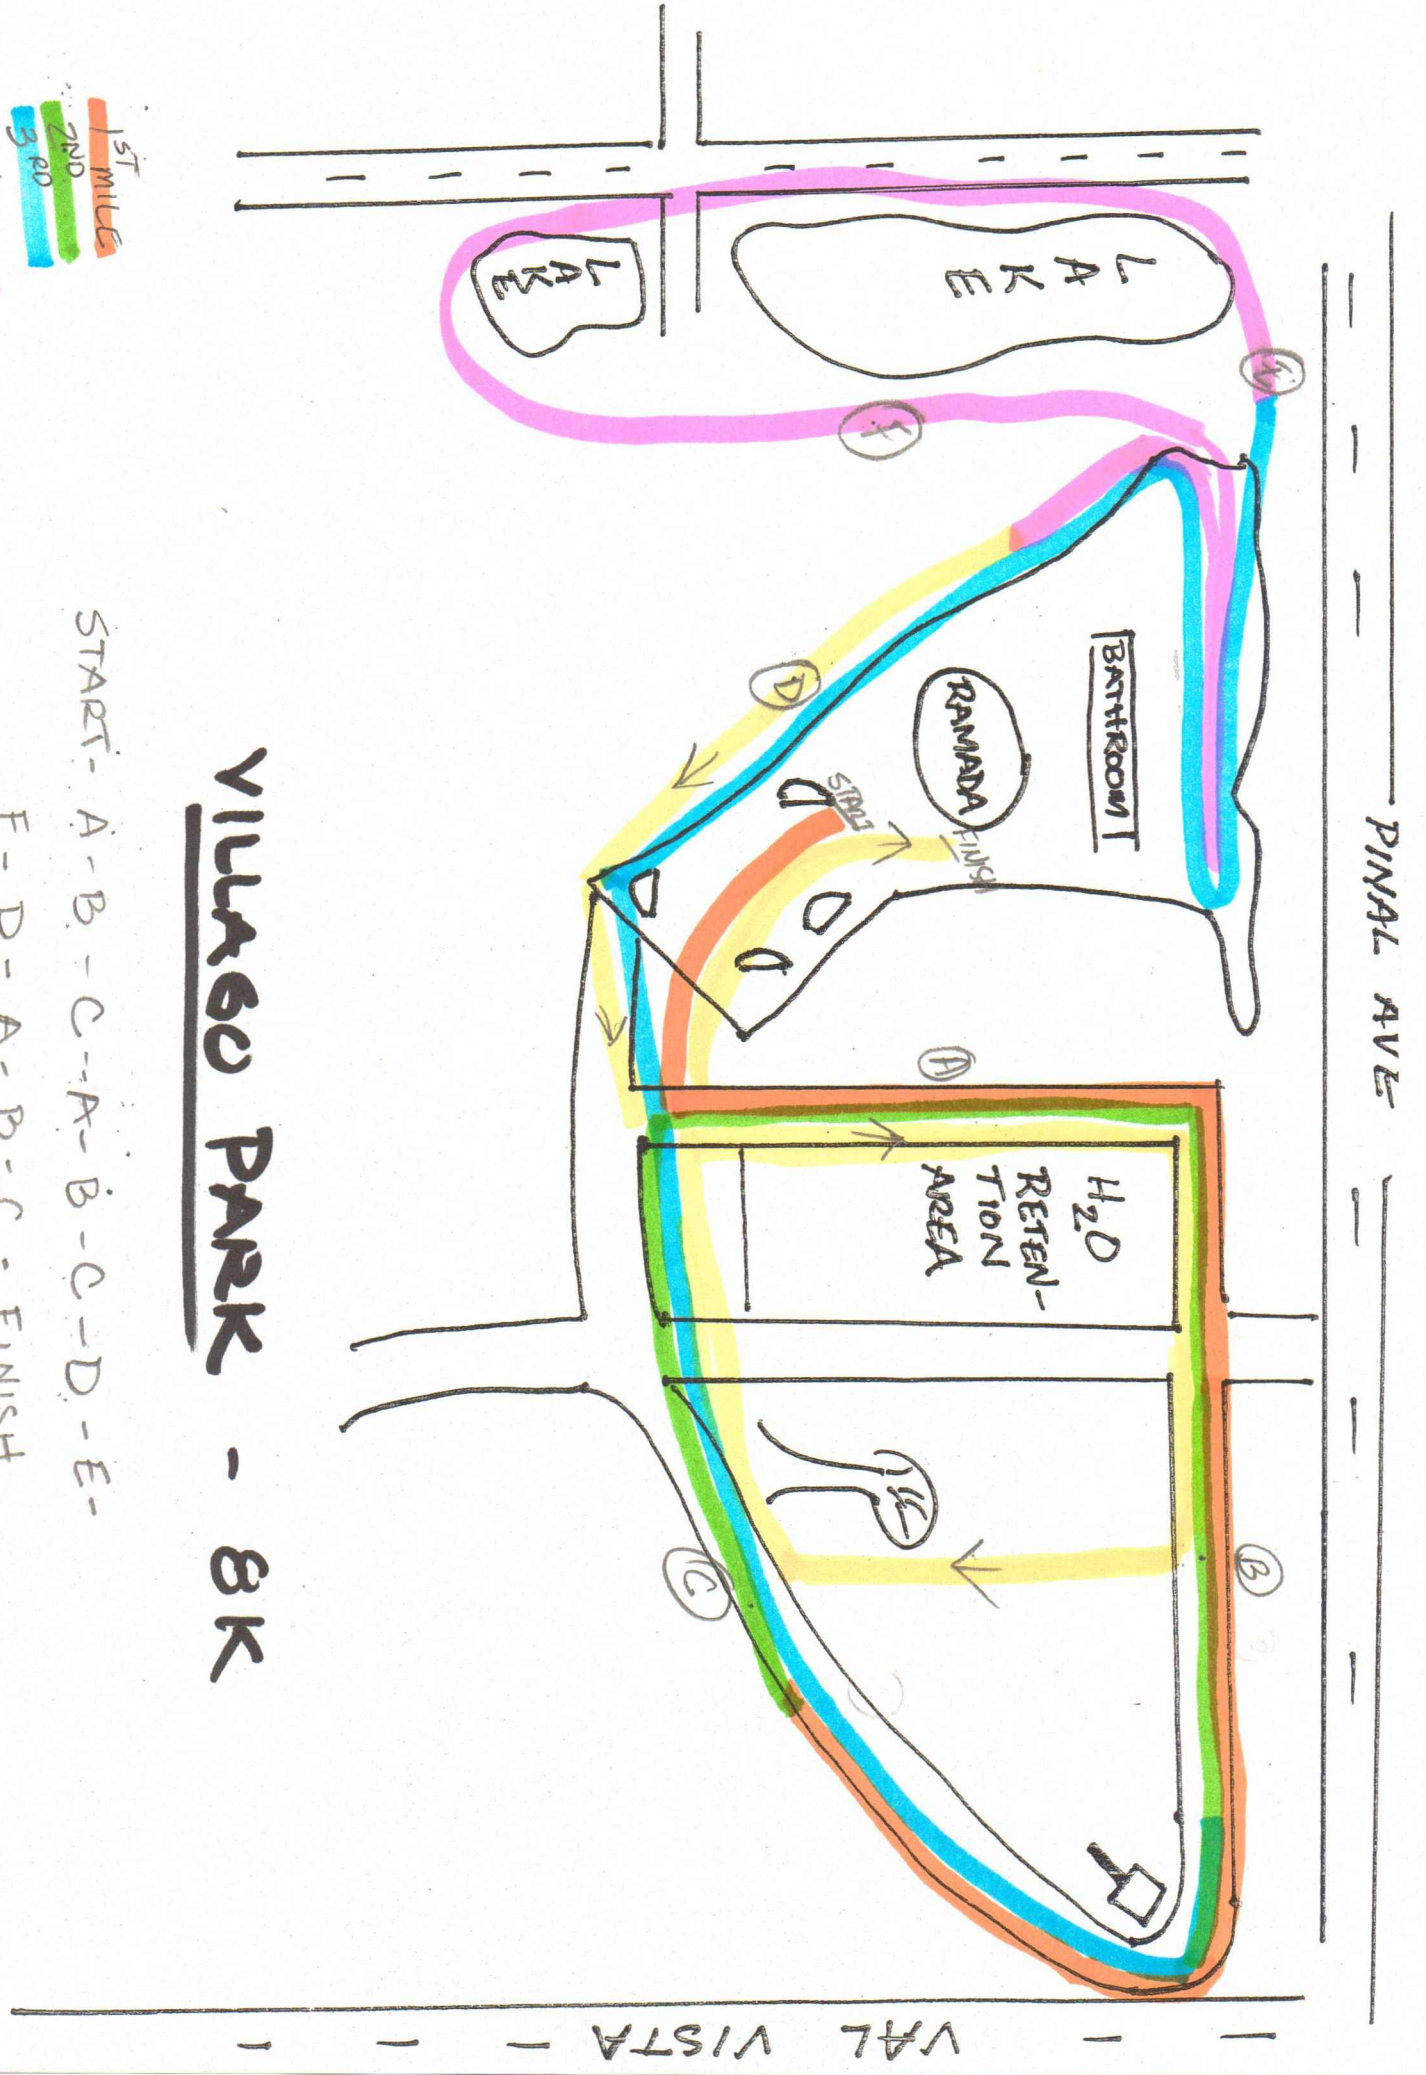 PINAL AVE
LAKE
LAKE
BATHROOM
RAMADA
START
FINISH
H2O
RETEN-
TION
AREA
A
B
C
D
VAL VISTA
VILLAGO PARK - 8K
START - A - B - C - A - B - C - D - E -
F - D - A - B - C - FINISH
1ST MILE
2ND
3RD